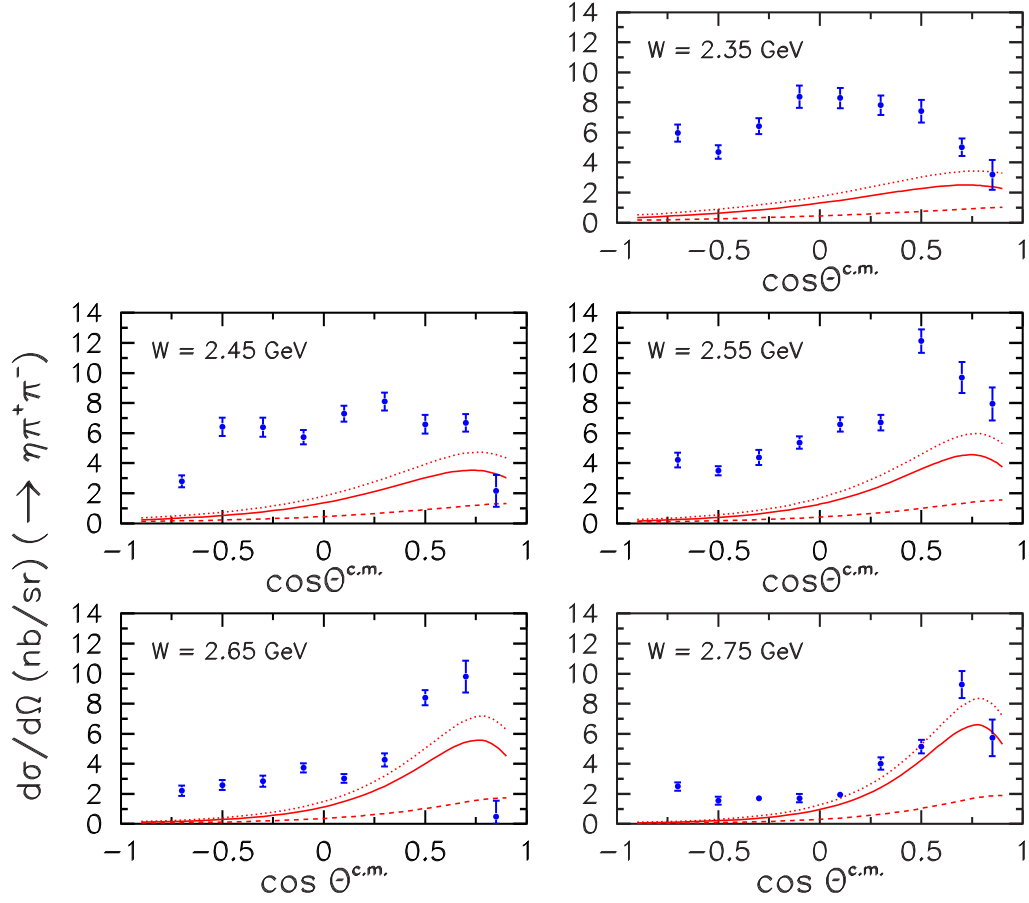 dσ/dΩ (nb/sr) ( → ηπ⁺π⁻)
14
12
10
8
6
4
2
0
W = 2.35 GeV
−1 −0.5 0 0.5 1
cosΘ^c.m.
14
12
10
8
6
4
2
0
W = 2.45 GeV
−1 −0.5 0 0.5 1
cosΘ^c.m.
14
12
10
8
6
4
2
0
W = 2.55 GeV
−1 −0.5 0 0.5 1
cosΘ^c.m.
14
12
10
8
6
4
2
0
W = 2.65 GeV
−1 −0.5 0 0.5 1
cos Θ^c.m.
14
12
10
8
6
4
2
0
W = 2.75 GeV
−1 −0.5 0 0.5 1
cos Θ^c.m.